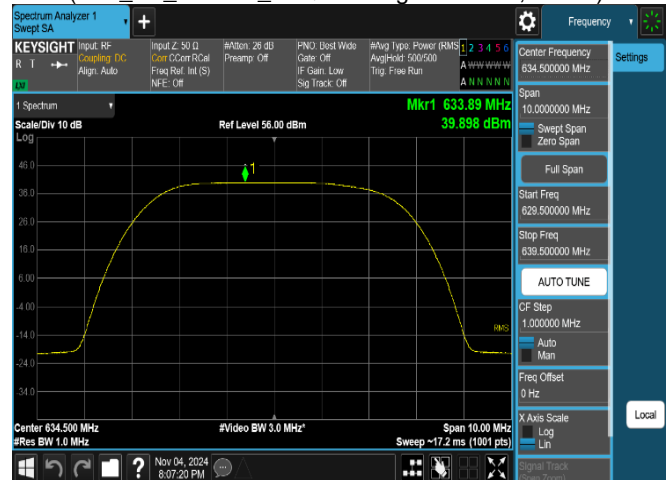 Spectrum Analyzer 1
Swept SA
Frequency
KEYSIGHT
R T
LXI
Input: RF
Coupling: DC
Align: Auto
Input Z: 50 Ω
Corr CCorr RCal
Freq Ref: Int (S)
NFE: Off
#Atten: 26 dB
Preamp: Off
PNO: Best Wide
Gate: Off
IF Gain: Low
Sig Track: Off
#Avg Type: Power (RMS
Avg|Hold: 500/500
Trig: Free Run
1 2 3 4 5 6
A W W W W W
A N N N N N
1 Spectrum
Mkr1 633.89 MHz
39.898 dBm
Scale/Div 10 dB
Ref Level 56.00 dBm
Log
46.0
36.0
26.0
16.0
6.00
-4.00
-14.0
-24.0
-34.0
1
RMS
Center 634.500 MHz
#Video BW 3.0 MHz*
Span 10.00 MHz
#Res BW 1.0 MHz
Sweep ~17.2 ms (1001 pts)
Nov 04, 2024
8:07:20 PM
Center Frequency
634.500000 MHz
Settings
Span
10.0000000 MHz
Swept Span
Zero Span
Full Span
Start Freq
629.500000 MHz
Stop Freq
639.500000 MHz
AUTO TUNE
CF Step
1.000000 MHz
Auto
Man
Freq Offset
0 Hz
X Axis Scale
Log
Lin
Local
Signal Track
(Span Zoom)